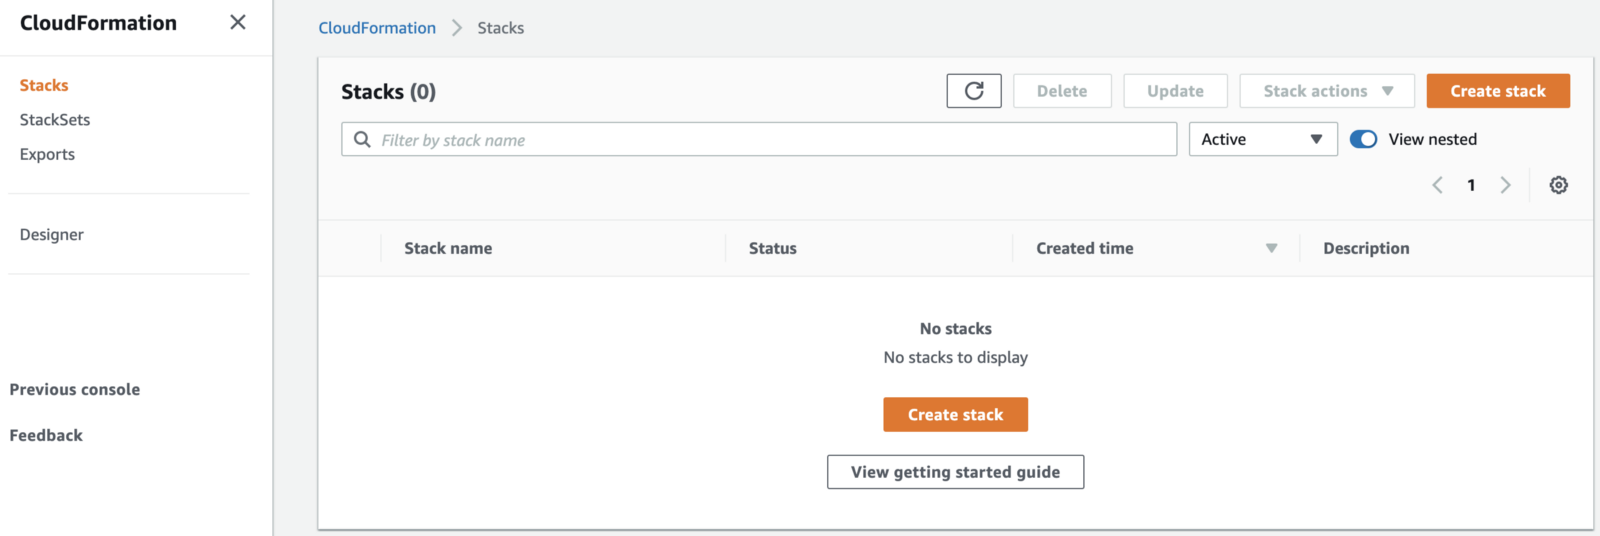 CloudFormation
Stacks
StackSets
Exports
Designer
Previous console
Feedback
CloudFormation > Stacks
Stacks (0)
Delete
Update
Stack actions
Create stack
Filter by stack name
Active
View nested
1
Stack name
Status
Created time
Description
No stacks
No stacks to display
Create stack
View getting started guide